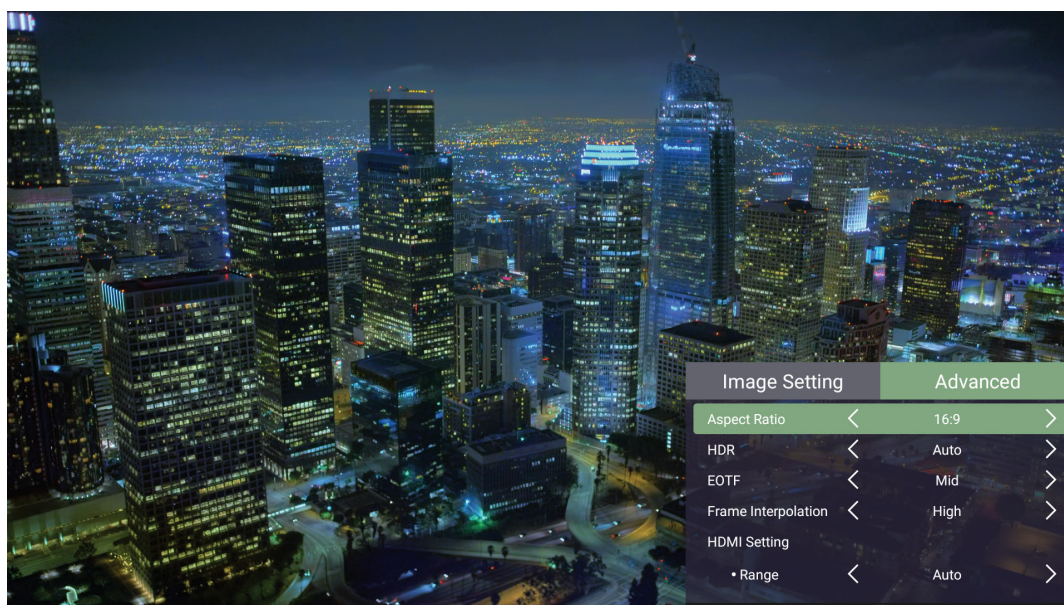 Image Setting Advanced
Aspect Ratio 16:9
HDR Auto
EOTF Mid
Frame Interpolation High
HDMI Setting
• Range Auto